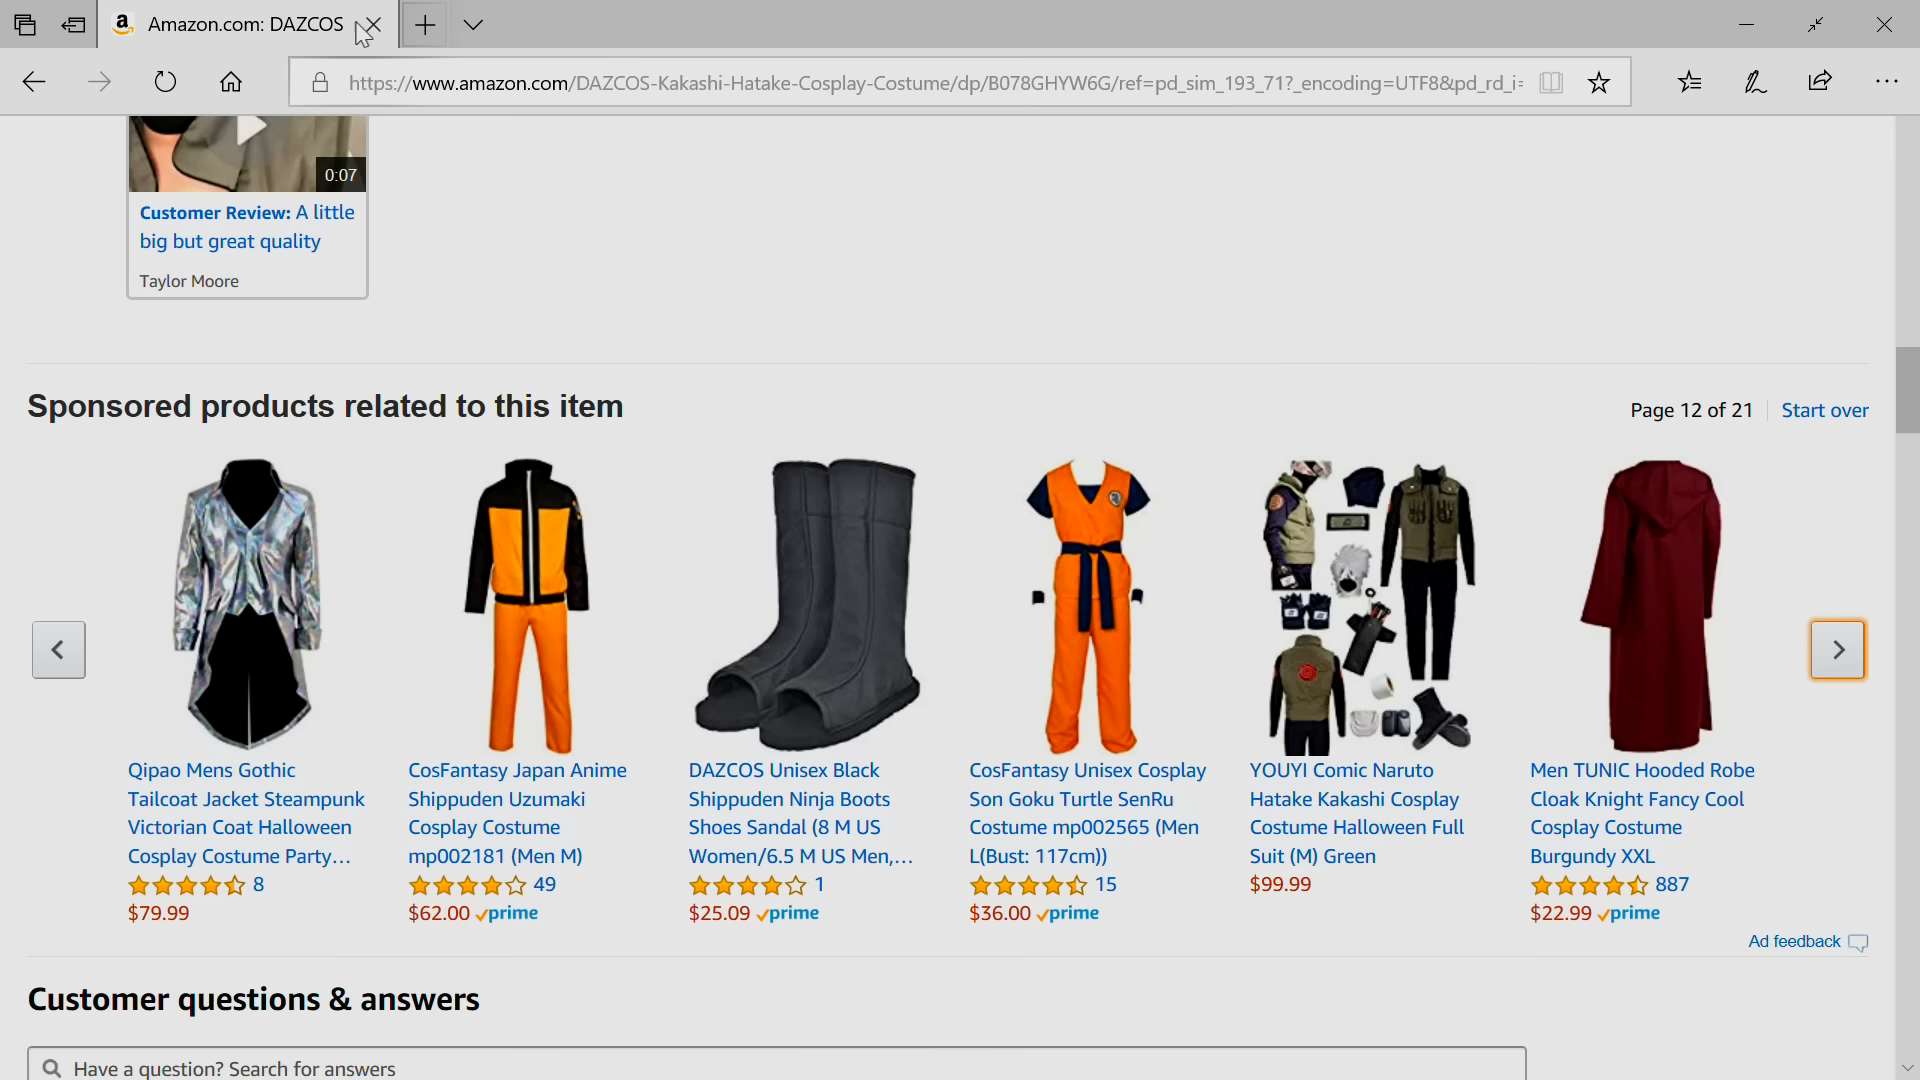 Amazon.com: DAZCOS
https://www.amazon.com/DAZCOS-Kakashi-Hatake-Cosplay-Costume/dp/B078GHYW6G/ref=pd_sim_193_71?_encoding=UTF8&pd_rd_i=
0:07
Customer Review: A little
big but great quality
Taylor Moore
Sponsored products related to this item
Page 12 of 21
Start over
Qipao Mens Gothic
Tailcoat Jacket Steampunk
Victorian Coat Halloween
Cosplay Costume Party…
8
$79.99
CosFantasy Japan Anime
Shippuden Uzumaki
Cosplay Costume
mp002181 (Men M)
49
$62.00 prime
DAZCOS Unisex Black
Shippuden Ninja Boots
Shoes Sandal (8 M US
Women/6.5 M US Men,…
1
$25.09 prime
CosFantasy Unisex Cosplay
Son Goku Turtle SenRu
Costume mp002565 (Men
L(Bust: 117cm))
15
$36.00 prime
YOUYI Comic Naruto
Hatake Kakashi Cosplay
Costume Halloween Full
Suit (M) Green
$99.99
Men TUNIC Hooded Robe
Cloak Knight Fancy Cool
Cosplay Costume
Burgundy XXL
887
$22.99 prime
Ad feedback
Customer questions & answers
Have a question? Search for answers